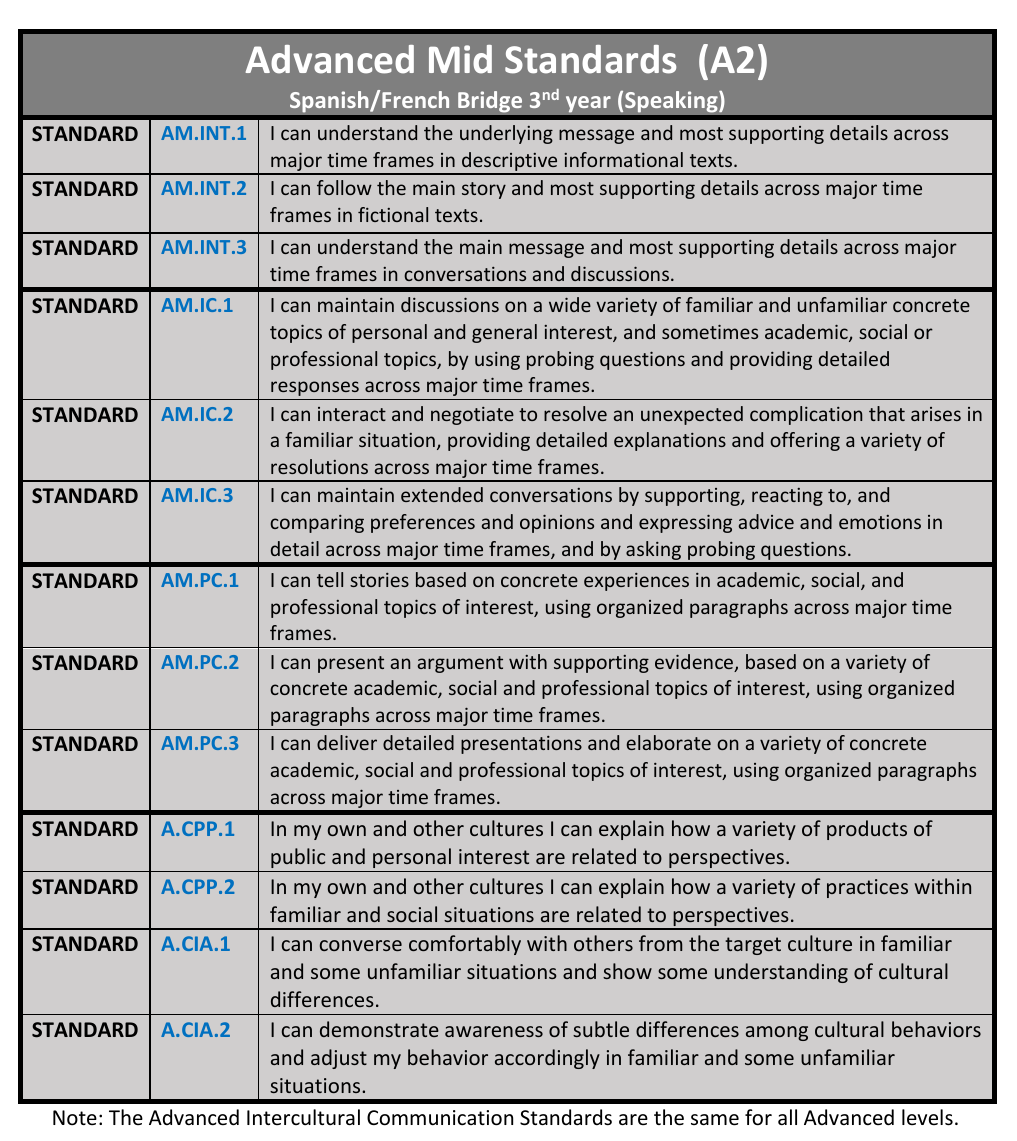 Advanced Mid Standards (A2)
Spanish/French Bridge 3nd year (Speaking)
STANDARD AM.INT.1 I can understand the underlying message and most supporting details across
major time frames in descriptive informational texts.
STANDARD AM.INT.2 I can follow the main story and most supporting details across major time
frames in fictional texts.
STANDARD AM.INT.3 I can understand the main message and most supporting details across major
time frames in conversations and discussions.
STANDARD AM.IC.1 I can maintain discussions on a wide variety of familiar and unfamiliar concrete
topics of personal and general interest, and sometimes academic, social or
professional topics, by using probing questions and providing detailed
responses across major time frames.
STANDARD AM.IC.2 I can interact and negotiate to resolve an unexpected complication that arises in
a familiar situation, providing detailed explanations and offering a variety of
resolutions across major time frames.
STANDARD AM.IC.3 I can maintain extended conversations by supporting, reacting to, and
comparing preferences and opinions and expressing advice and emotions in
detail across major time frames, and by asking probing questions.
STANDARD AM.PC.1 I can tell stories based on concrete experiences in academic, social, and
professional topics of interest, using organized paragraphs across major time
frames.
STANDARD AM.PC.2 I can present an argument with supporting evidence, based on a variety of
concrete academic, social and professional topics of interest, using organized
paragraphs across major time frames.
STANDARD AM.PC.3 I can deliver detailed presentations and elaborate on a variety of concrete
academic, social and professional topics of interest, using organized paragraphs
across major time frames.
STANDARD A.CPP.1 In my own and other cultures I can explain how a variety of products of
public and personal interest are related to perspectives.
STANDARD A.CPP.2 In my own and other cultures I can explain how a variety of practices within
familiar and social situations are related to perspectives.
STANDARD A.CIA.1 I can converse comfortably with others from the target culture in familiar
and some unfamiliar situations and show some understanding of cultural
differences.
STANDARD A.CIA.2 I can demonstrate awareness of subtle differences among cultural behaviors
and adjust my behavior accordingly in familiar and some unfamiliar
situations.
Note: The Advanced Intercultural Communication Standards are the same for all Advanced levels.